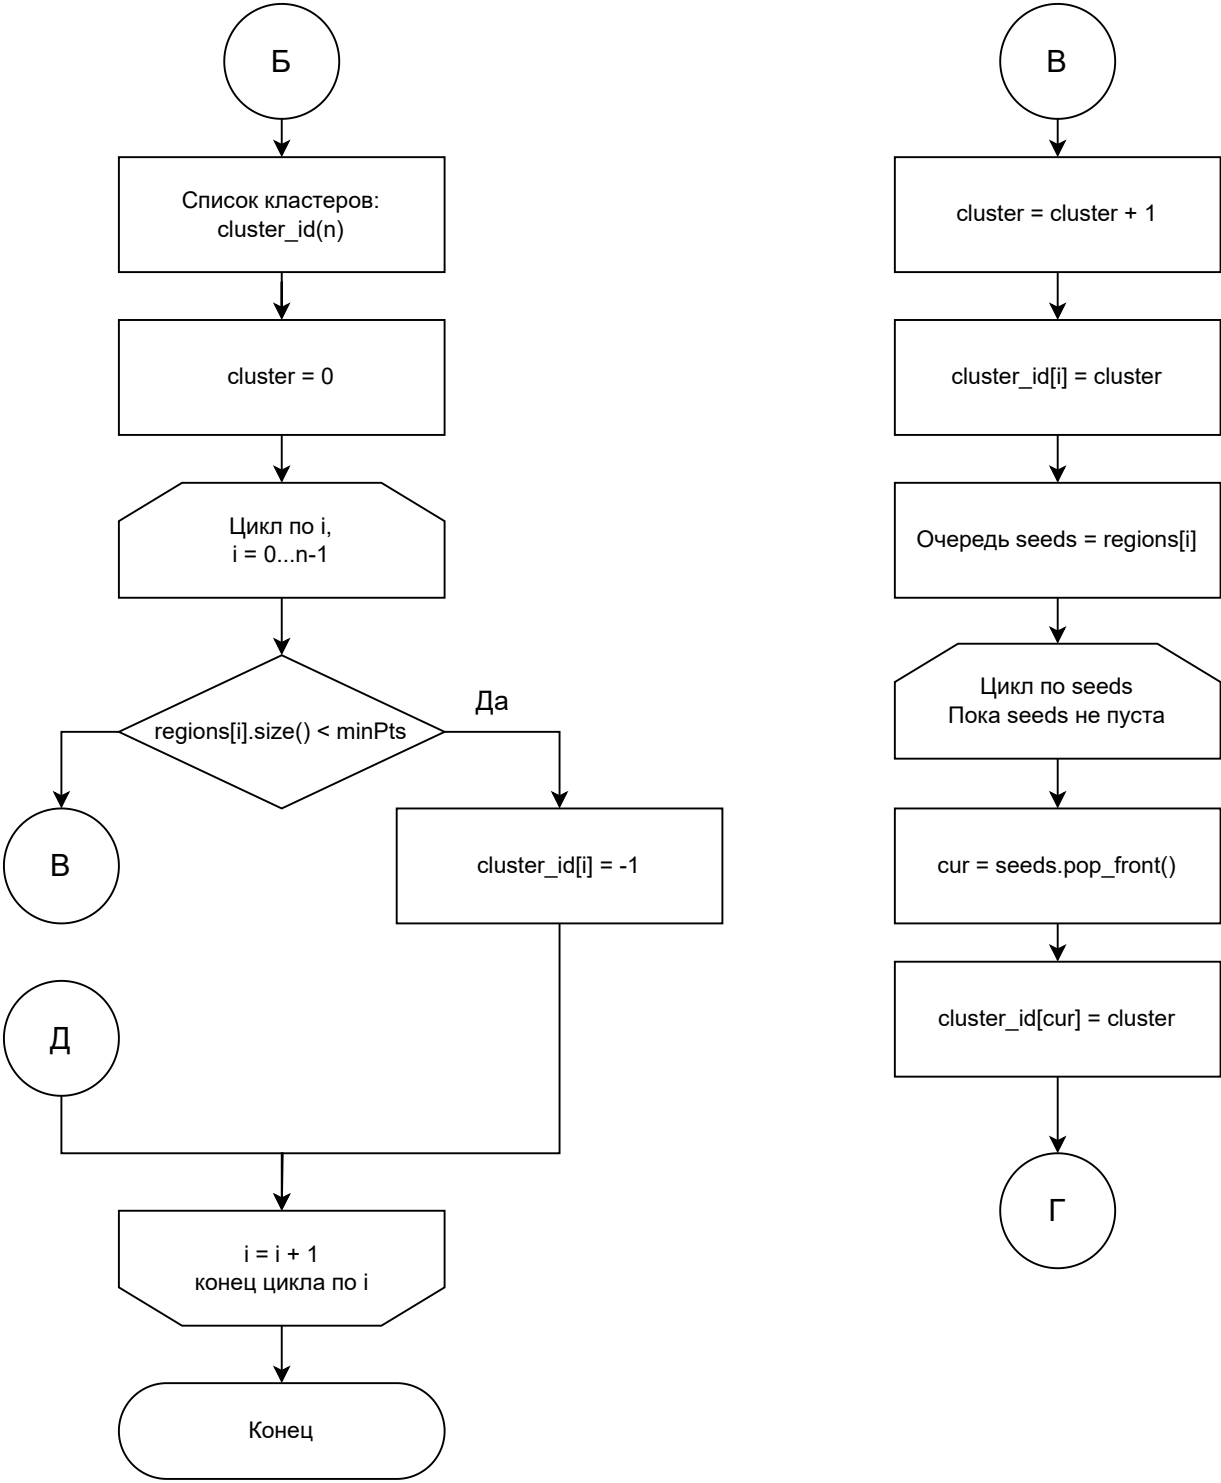 Б
Список кластеров:
cluster_id(n)
cluster = 0
Цикл по i,
i = 0...n-1
regions[i].size() < minPts
Да
В
cluster_id[i] = -1
Д
i = i + 1
конец цикла по i
Конец
В
cluster = cluster + 1
cluster_id[i] = cluster
Очередь seeds = regions[i]
Цикл по seeds
Пока seeds не пуста
cur = seeds.pop_front()
cluster_id[cur] = cluster
Г